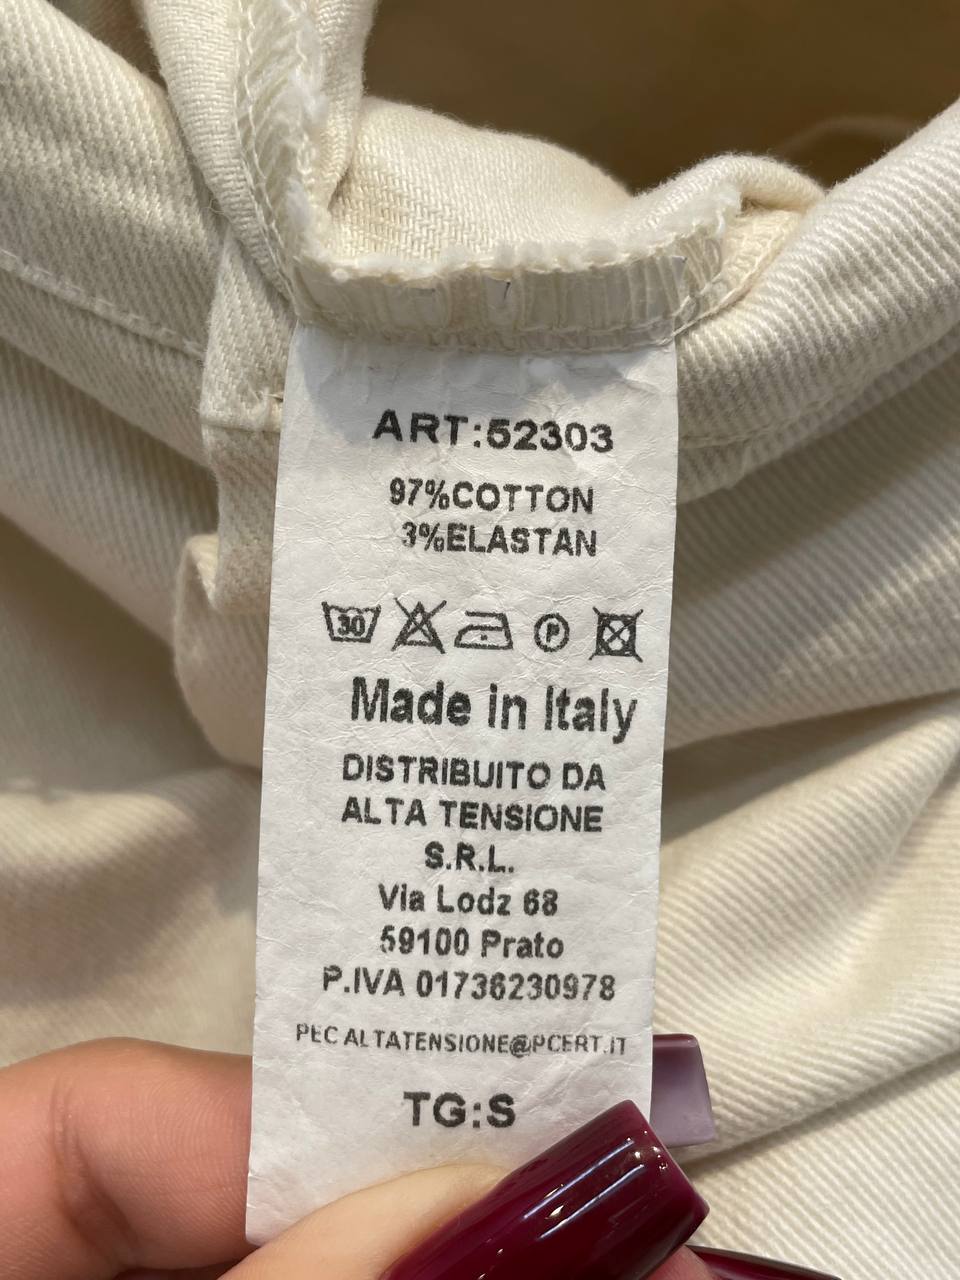 ART:52303
97%COTTON
3%ELASTAN
30 P
Made in Italy
DISTRIBUITO DA
ALTA TENSIONE
S.R.L.
Via Lodz 68
59100 Prato
P.IVA 01736230978
PEC ALTATENSIONE@PCERT.IT
TG:S